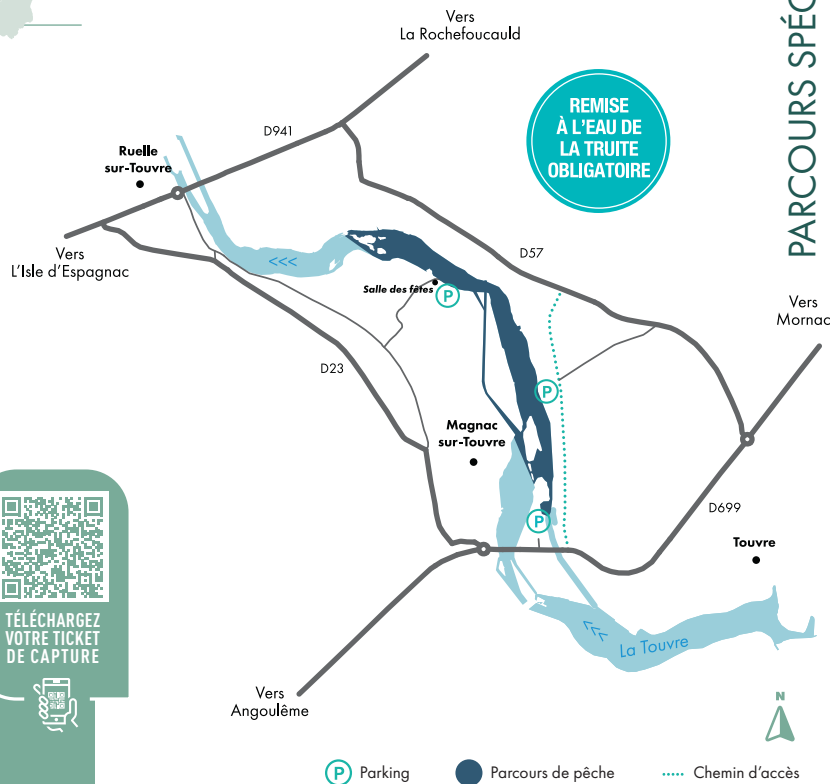 Vers
La Rochefoucauld
PARCOURS SPÉC
REMISE
À L'EAU DE
LA TRUITE
OBLIGATOIRE
D941
Ruelle
sur-Touvre
Vers
L'Isle d'Espagnac
<<<
D57
Salle des fêtes
P
Vers
Mornac
D23
P
Magnac
sur-Touvre
D699
P
Touvre
<<<
La Touvre
TÉLÉCHARGEZ
VOTRE TICKET
DE CAPTURE
Vers
Angoulême
N
P Parking
Parcours de pêche
Chemin d'accès